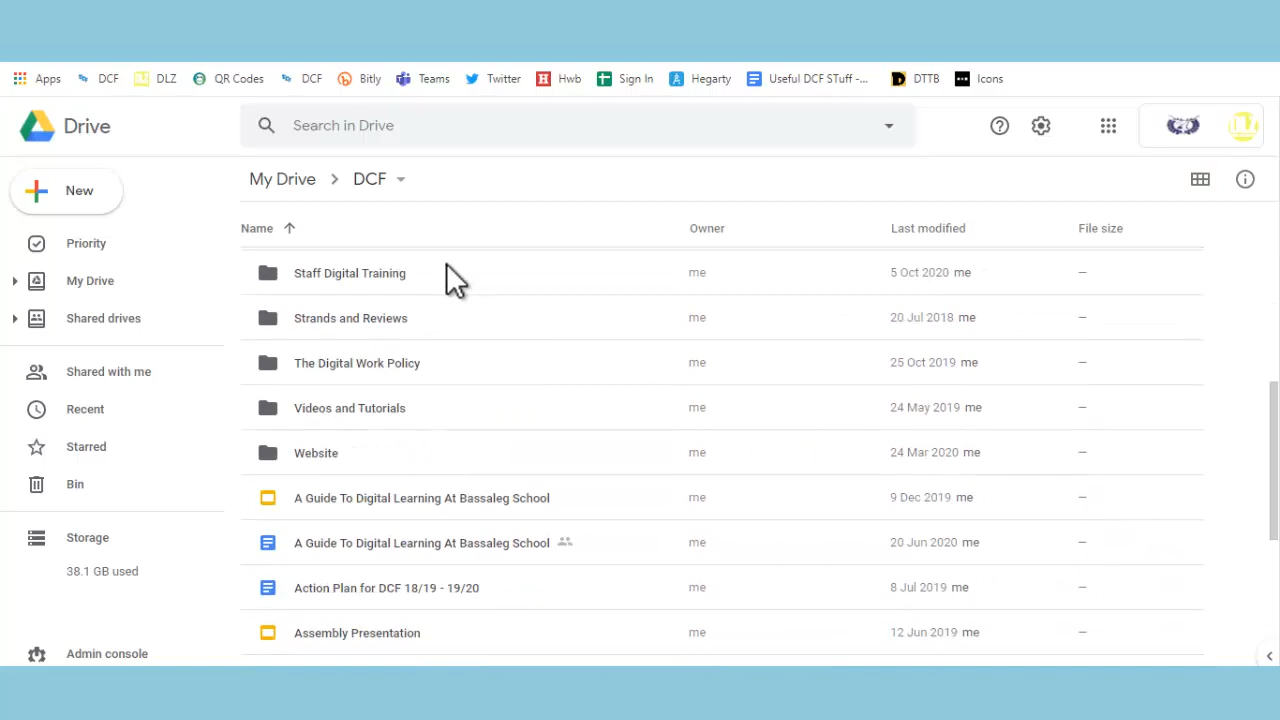 Apps DCF DLZ QR Codes DCF Bitly Teams Twitter Hwb Sign In Hegarty Useful DCF STuff -... DTTB Icons
Drive Search in Drive
My Drive DCF
New
Name Owner Last modified File size
Priority
Staff Digital Training me 5 Oct 2020 me –
My Drive
Strands and Reviews me 20 Jul 2018 me –
Shared drives
The Digital Work Policy me 25 Oct 2019 me –
Shared with me
Videos and Tutorials me 24 May 2019 me –
Recent
Website me 24 Mar 2020 me –
Starred
Bin
A Guide To Digital Learning At Bassaleg School me 9 Dec 2019 me –
A Guide To Digital Learning At Bassaleg School me 20 Jun 2020 me –
Storage
38.1 GB used
Action Plan for DCF 18/19 - 19/20 me 8 Jul 2019 me –
Assembly Presentation me 12 Jun 2019 me –
Admin console